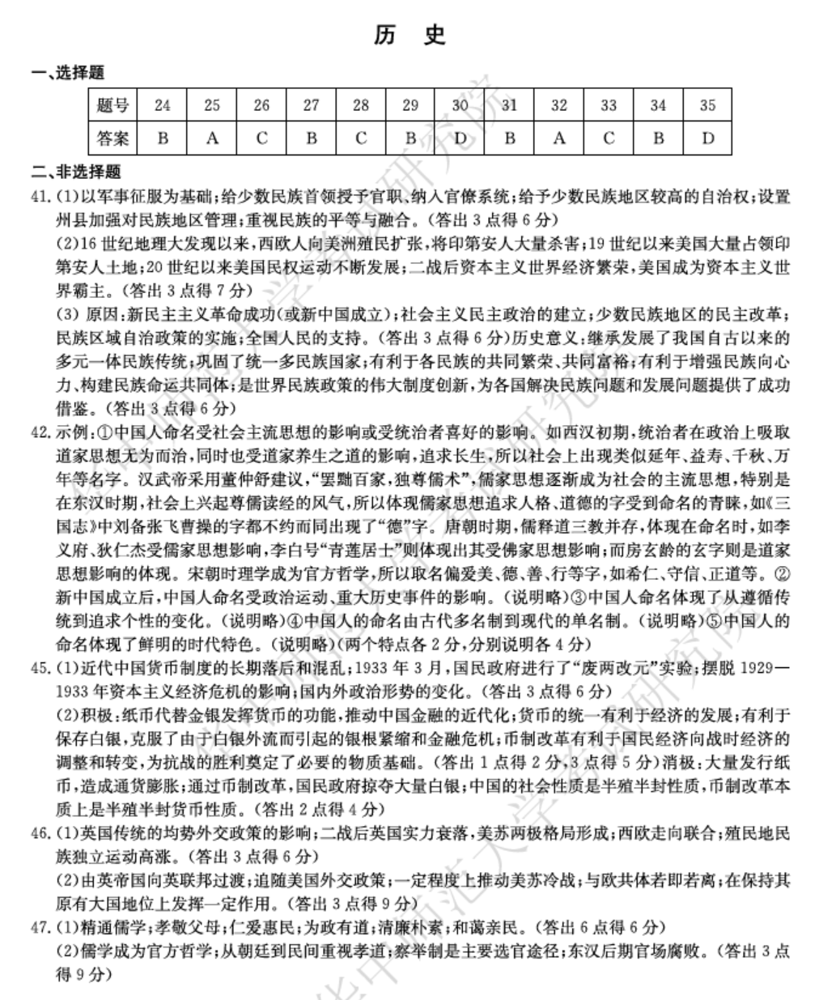 历 史
一、选择题
题号 24 25 26 27 28 29 30 31 32 33 34 35
答案 B A C B C B D B A C B D
二、非选择题
41.(1)以军事征服为基础;给少数民族首领授予官职、纳入官僚系统;给予少数民族地区较高的自治权;设置
州县加强对民族地区管理;重视民族的平等与融合。(答出3点得6分)
(2)16世纪地理大发现以来,西欧人向美洲殖民扩张,将印第安人大量杀害;19世纪以来美国大量占领印
第安人土地;20世纪以来美国民权运动不断发展;二战后资本主义世界经济繁荣,美国成为资本主义世
界霸主。(答出3点得7分)
(3) 原因:新民主主义革命成功(或新中国成立);社会主义民主政治的建立;少数民族地区的民主改革;
民族区域自治政策的实施;全国人民的支持。(答出3点得6分)历史意义:继承发展了我国自古以来的
多元一体民族传统;巩固了统一多民族国家;有利于各民族的共同繁荣、共同富裕;有利于增强民族向心
力、构建民族命运共同体;是世界民族政策的伟大制度创新,为各国解决民族问题和发展问题提供了成功
借鉴。(答出3点得6分)
42.示例:①中国人命名受社会主流思想的影响或受统治者喜好的影响。如西汉初期,统治者在政治上吸取
道家思想无为而治,同时也受道家养生之道的影响,追求长生,所以社会上出现类似延年、益寿、千秋、万
年等名字。汉武帝采用董仲舒建议,“罢黜百家,独尊儒术”,儒家思想逐渐成为社会的主流思想,特别是
在东汉时期,社会上兴起尊儒读经的风气,所以体现儒家思想追求人格、道德的字受到命名的青睐,如《三
国志》中刘备张飞曹操的字都不约而同出现了“德”字。唐朝时期,儒释道三教并存,体现在命名时,如李
义府、狄仁杰受儒家思想影响,李白号“青莲居士”则体现出其受佛家思想影响;而房玄龄的玄字则是道家
思想影响的体现。宋朝时理学成为官方哲学,所以取名偏爱美、德、善、行等字,如希仁、守信、正道等。②
新中国成立后,中国人命名受政治运动、重大历史事件的影响。(说明略)③中国人命名体现了从遵循传
统到追求个性的变化。(说明略)④中国人的命名由古代多名制到现代的单名制。(说明略)⑤中国人的
命名体现了鲜明的时代特色。(说明略)(两个特点各2分,分别说明各4分)
45.(1)近代中国货币制度的长期落后和混乱;1933年3月,国民政府进行了“废两改元”实验;摆脱1929—
1933年资本主义经济危机的影响;国内外政治形势的变化。(答出3点得6分)
(2)积极:纸币代替金银发挥货币的功能,推动中国金融的近代化;货币的统一有利于经济的发展;有利于
保存白银,克服了由于白银外流而引起的银根紧缩和金融危机;币制改革有利于国民经济向战时经济的
调整和转变,为抗战的胜利奠定了必要的物质基础。(答出1点得2分,3点得5分)消极:大量发行纸
币,造成通货膨胀;通过币制改革,国民政府掠夺大量白银;中国的社会性质是半殖半封性质,币制改革本
质上是半殖半封货币性质。(答出2点得4分)
46.(1)英国传统的均势外交政策的影响;二战后英国实力衰落,美苏两极格局形成;西欧走向联合;殖民地民
族独立运动高涨。(答出3点得6分)
(2)由英帝国向英联邦过渡;追随美国外交政策;一定程度上推动美苏冷战;与欧共体若即若离;在保持其
原有大国地位上发挥一定作用。(答出3点得9分)
47.(1)精通儒学;孝敬父母;仁爱惠民;为政有道;清廉朴素;和蔼亲民。(答出6点得6分)
(2)儒学成为官方哲学;从朝廷到民间重视孝道;察举制是主要选官途径;东汉后期官场腐败。(答出3点
得9分)
华中师范大学考试研究院
华中师范大学考试研究院
华中师范大学考试研究院